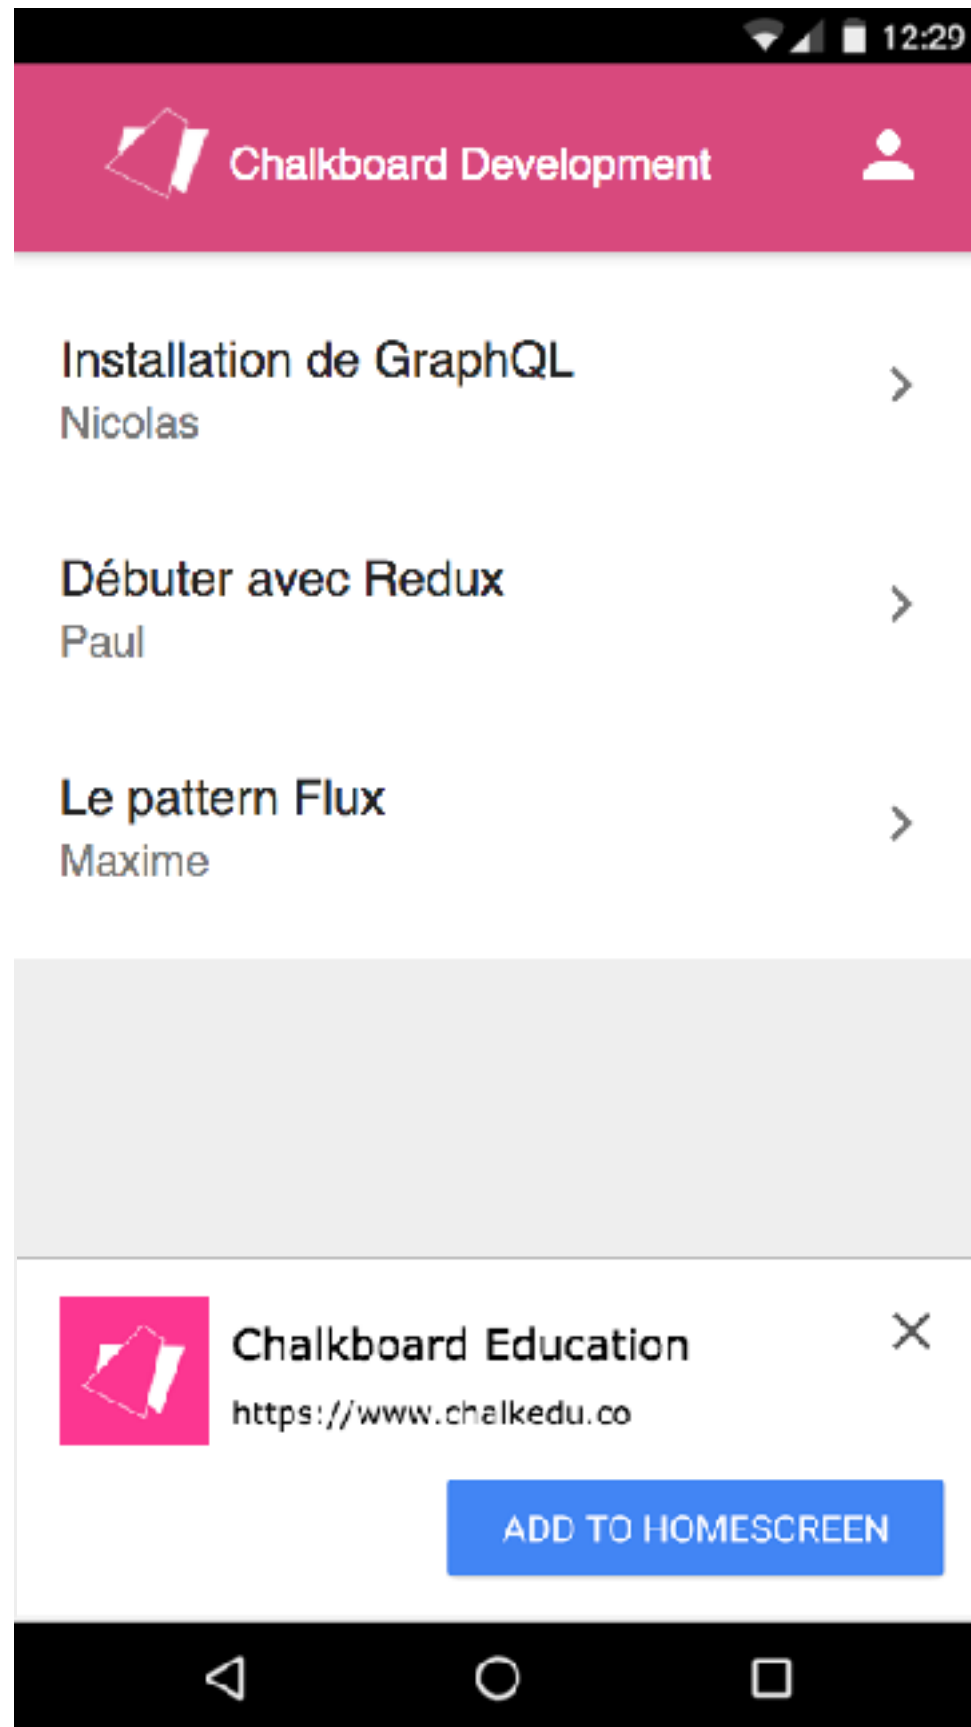 12:29
Chalkboard Development
Installation de GraphQL
Nicolas
Débuter avec Redux
Paul
Le pattern Flux
Maxime
Chalkboard Education
https://www.chalkedu.co
ADD TO HOMESCREEN